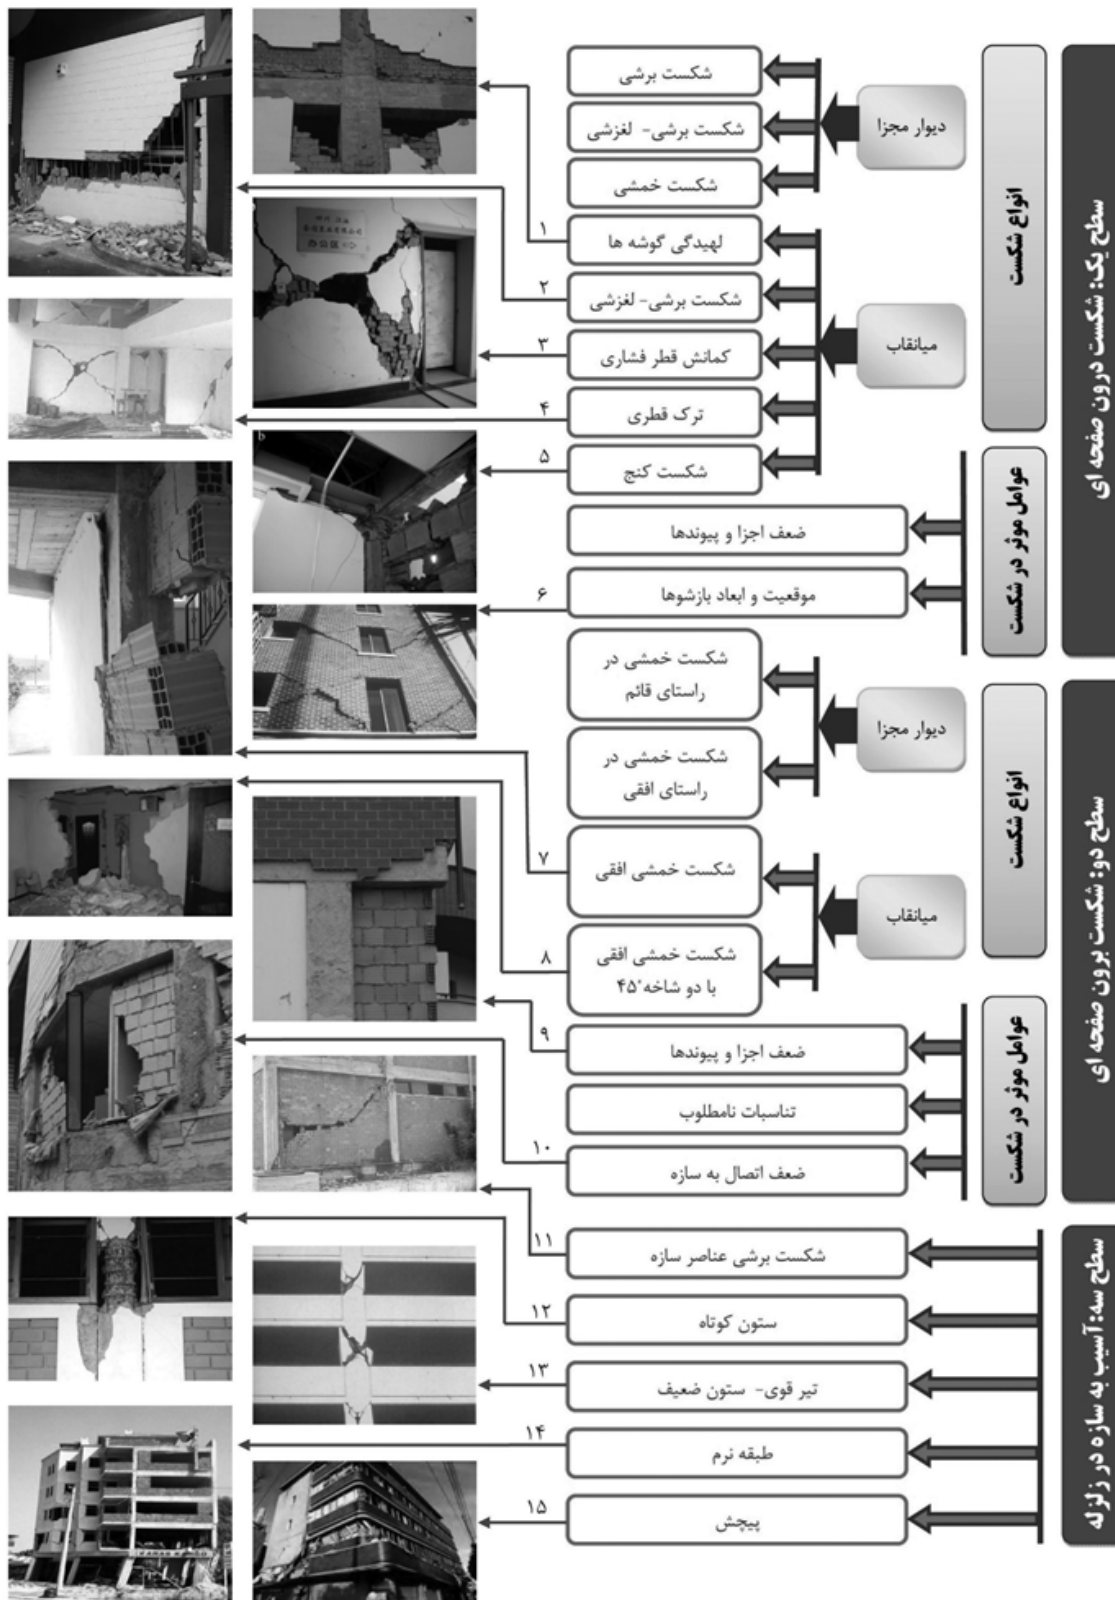 سطح یک: شکست درون صفحه ای
انواع شکست
دیوار مجزا
شکست برشی
شکست برشی- لغزشی
شکست خمشی
میانقاب
۱
لهیدگی گوشه ها
۲
شکست برشی- لغزشی
۳
کمانش قطر فشاری
۴
ترک قطری
۵
شکست کنج
عوامل موثر در شکست
ضعف اجزا و پیوندها
۶
موقعیت و ابعاد بازشوها
سطح دو: شکست برون صفحه ای
انواع شکست
دیوار مجزا
شکست خمشی در
راستای قائم
شکست خمشی در
راستای افقی
میانقاب
۷
شکست خمشی افقی
۸
شکست خمشی افقی
با دو شاخه ۴۵°
عوامل موثر در شکست
۹
ضعف اجزا و پیوندها
تناسبات نامطلوب
۱۰
ضعف اتصال به سازه
سطح سه: آسیب به سازه در زلزله
۱۱
شکست برشی عناصر سازه
۱۲
ستون کوتاه
۱۳
تیر قوی- ستون ضعیف
۱۴
طبقه نرم
۱۵
پیچش
办公区
b